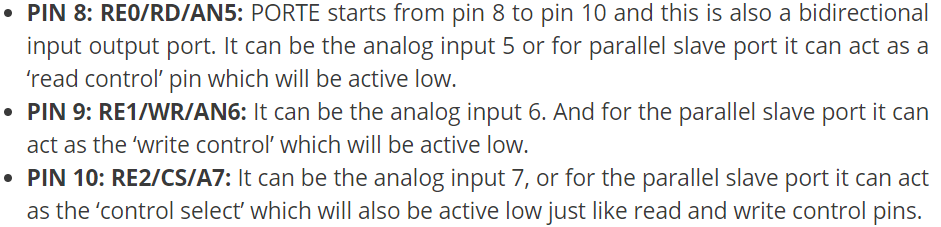 • PIN 8: RE0/RD/AN5: PORTE starts from pin 8 to pin 10 and this is also a bidirectional
input output port. It can be the analog input 5 or for parallel slave port it can act as a
‘read control’ pin which will be active low.
• PIN 9: RE1/WR/AN6: It can be the analog input 6. And for the parallel slave port it can
act as the ‘write control’ which will be active low.
• PIN 10: RE2/CS/A7: It can be the analog input 7, or for the parallel slave port it can act
as the ‘control select’ which will also be active low just like read and write control pins.